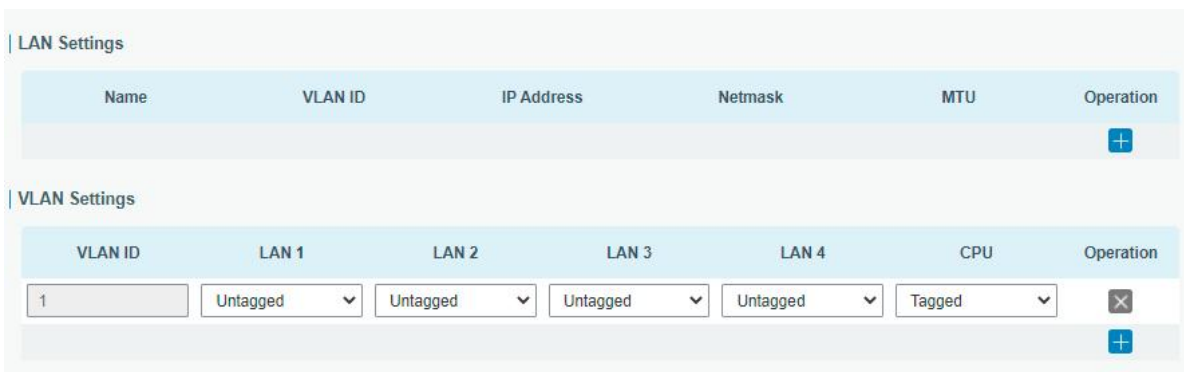 LAN Settings
Name VLAN ID IP Address Netmask MTU Operation
VLAN Settings
VLAN ID LAN 1 LAN 2 LAN 3 LAN 4 CPU Operation
1 Untagged Untagged Untagged Untagged Tagged